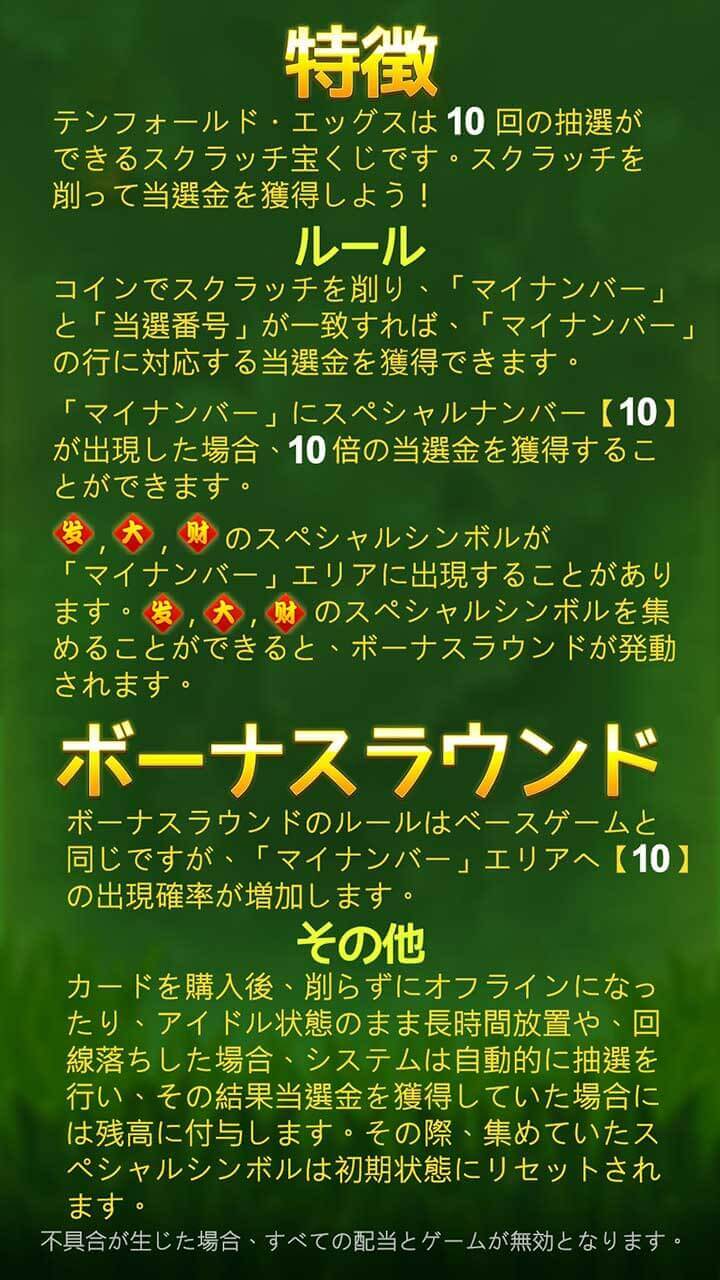 特徴
テンフォールド・エッグスは 10 回の抽選が
できるスクラッチ宝くじです。スクラッチを
削って当選金を獲得しよう！
ルール
コインでスクラッチを削り、「マイナンバー」
と「当選番号」が一致すれば、「マイナンバー」
の行に対応する当選金を獲得できます。
「マイナンバー」にスペシャルナンバー【10】
が出現した場合、10 倍の当選金を獲得するこ
とができます。
发 , 大 , 财 のスペシャルシンボルが
「マイナンバー」エリアに出現することがあり
ます。发 , 大 , 财 のスペシャルシンボルを集
めることができると、ボーナスラウンドが発動
されます。
ボーナスラウンド
ボーナスラウンドのルールはベースゲームと
同じですが、「マイナンバー」エリアへ【10】
の出現確率が増加します。
その他
カードを購入後、削らずにオフラインになっ
たり、アイドル状態のまま長時間放置や、回
線落ちした場合、システムは自動的に抽選を
行い、その結果当選金を獲得していた場合に
は残高に付与します。その際、集めていたス
ペシャルシンボルは初期状態にリセットされ
ます。
不具合が生じた場合、すべての配当とゲームが無効となります。